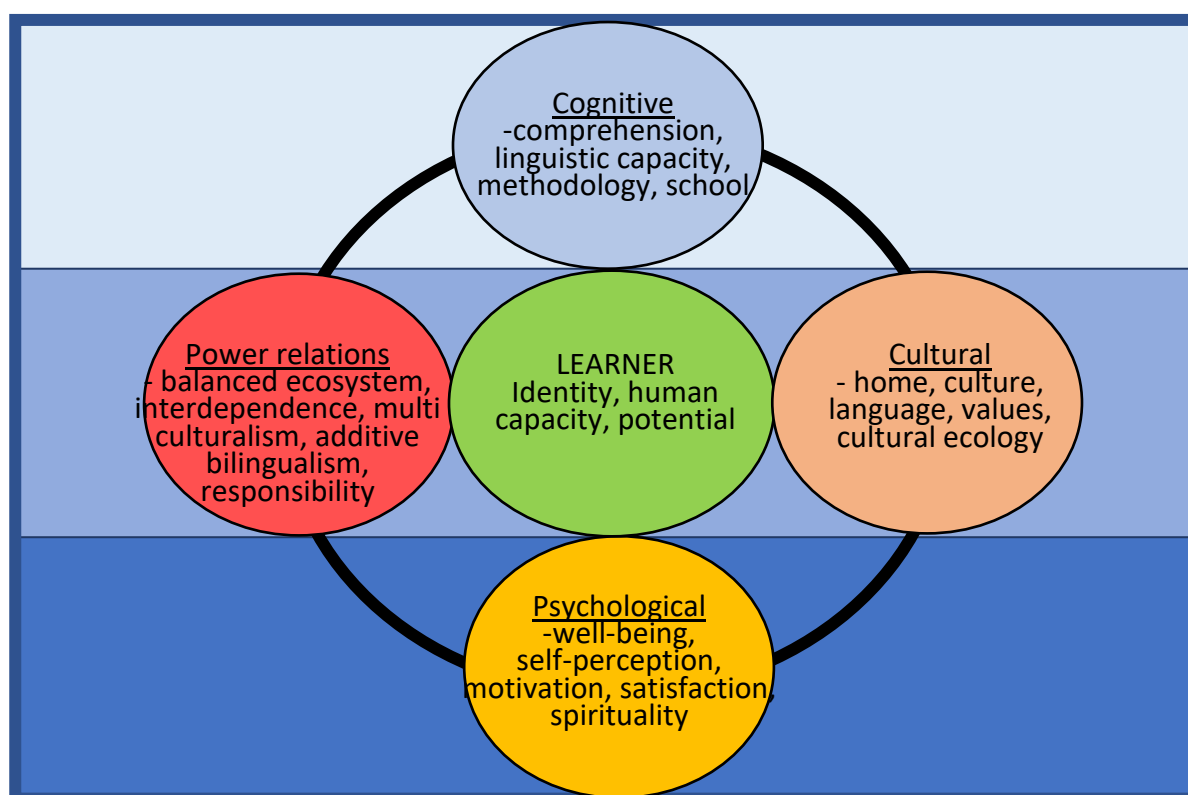 Cognitive
-comprehension,
linguistic capacity,
methodology, school
Power relations
- balanced ecosystem,
interdependence, multi
culturalism, additive
bilingualism,
responsibility
LEARNER
Identity, human
capacity, potential
Cultural
- home, culture,
language, values,
cultural ecology
Psychological
-well-being,
self-perception,
motivation, satisfaction,
spirituality